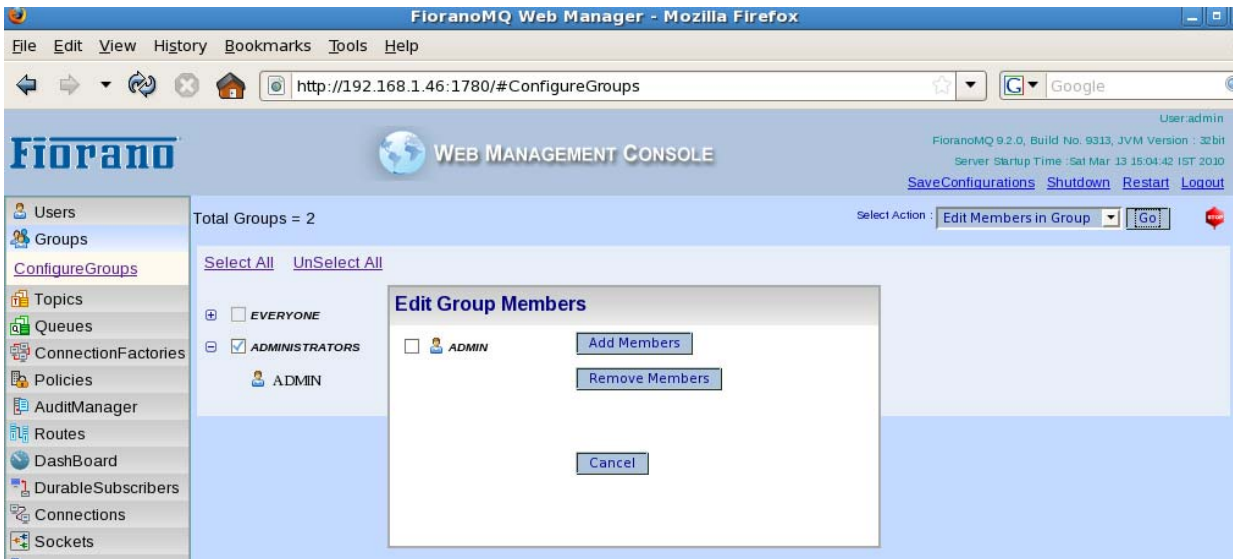 FioranoMQ Web Manager - Mozilla Firefox
File Edit View History Bookmarks Tools Help
http://192.168.1.46:1780/#ConfigureGroups
G Google
User:admin
Fiorano
WEB MANAGEMENT CONSOLE
FioranoMQ 9.2.0, Build No. 9313, JVM Version : 32bit
Server Startup Time :Sat Mar 13 15:04:42 IST 2010
SaveConfigurations Shutdown Restart Logout
Users
Groups
ConfigureGroups
Topics
Queues
ConnectionFactories
Policies
AuditManager
Routes
DashBoard
DurableSubscribers
Connections
Sockets
Total Groups = 2
Select Action : Edit Members in Group Go
STOP
Select All UnSelect All
EVERYONE
ADMINISTRATORS
ADMIN
Edit Group Members
ADMIN
Add Members
Remove Members
Cancel